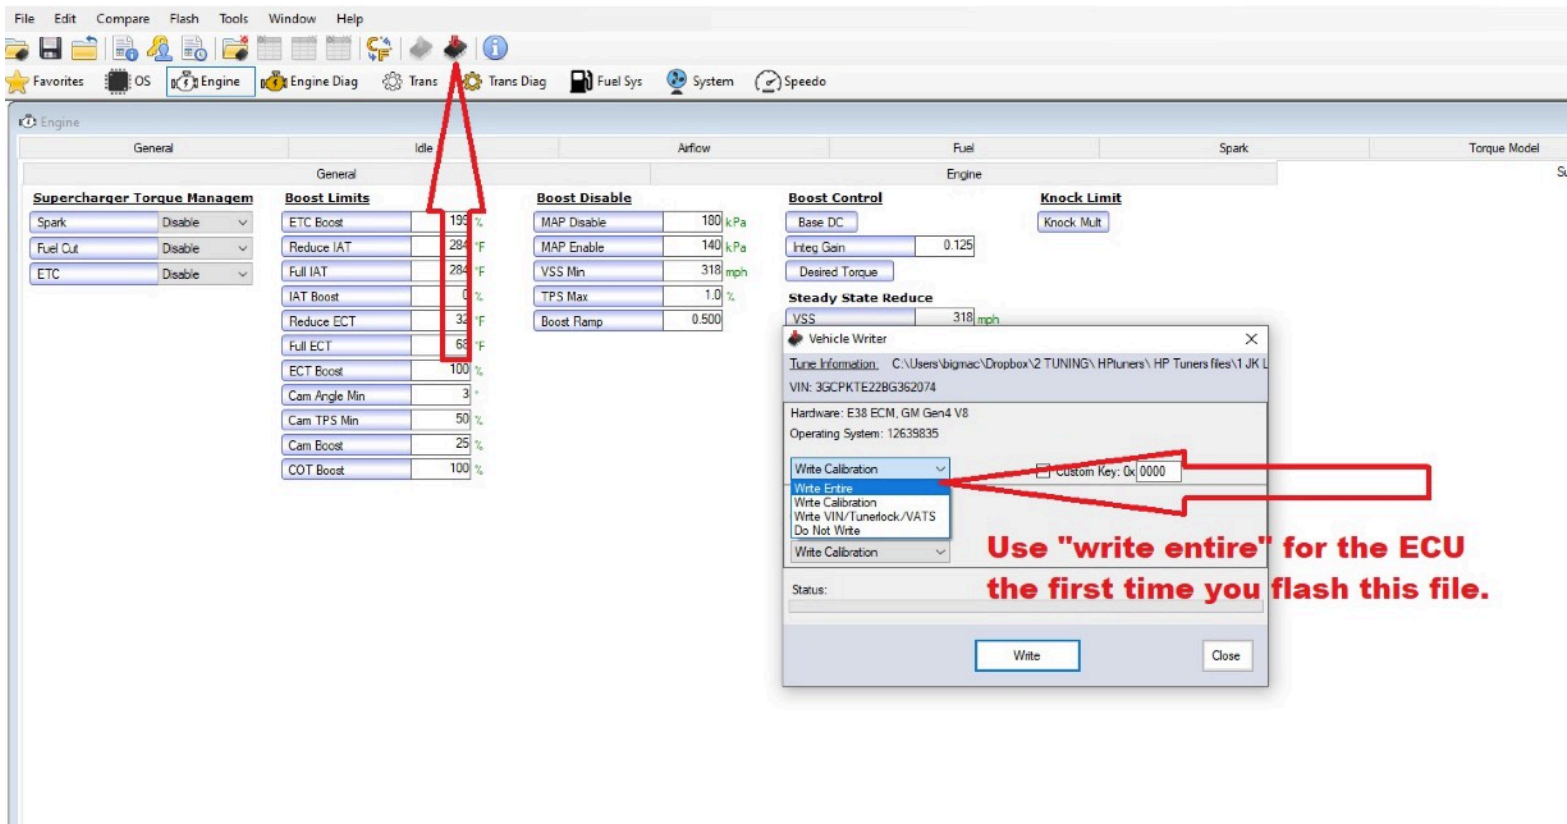 File Edit Compare Flash Tools Window Help
Favorites OS Engine Engine Diag Trans Trans Diag Fuel Sys System Speedo
Engine
General Idle Airflow Fuel Spark Torque Model
General Engine Su
Supercharger Torque Managem
Spark Disable
Fuel Cut Disable
ETC Disable
Boost Limits
ETC Boost 199 %
Reduce IAT 284 °F
Full IAT 284 °F
IAT Boost 0 %
Reduce ECT 32 °F
Full ECT 68 °F
ECT Boost 100 %
Cam Angle Min 3 °
Cam TPS Min 50 %
Cam Boost 25 %
COT Boost 100 %
Boost Disable
MAP Disable 180 kPa
MAP Enable 140 kPa
VSS Min 318 mph
TPS Max 1.0 %
Boost Ramp 0.500
Boost Control
Base DC
Integ Gain 0.125
Desired Torque
Steady State Reduce
VSS 318 mph
Knock Limit
Knock Mult
Vehicle Writer
Tune Information: C:\Users\bigmac\Dropbox\2 TUNING\ HPtuners\ HP Tuners files\1 JK L
VIN: 3GCPKTE22BG362074
Hardware: E38 ECM, GM Gen4 V8
Operating System: 12639835
Write Calibration Custom Key: 0x 0000
Write Entire
Write Calibration
Write VIN/Tunerlock/VATS
Do Not Write
Write Calibration
Status:
Write Close
Use "write entire" for the ECU
the first time you flash this file.